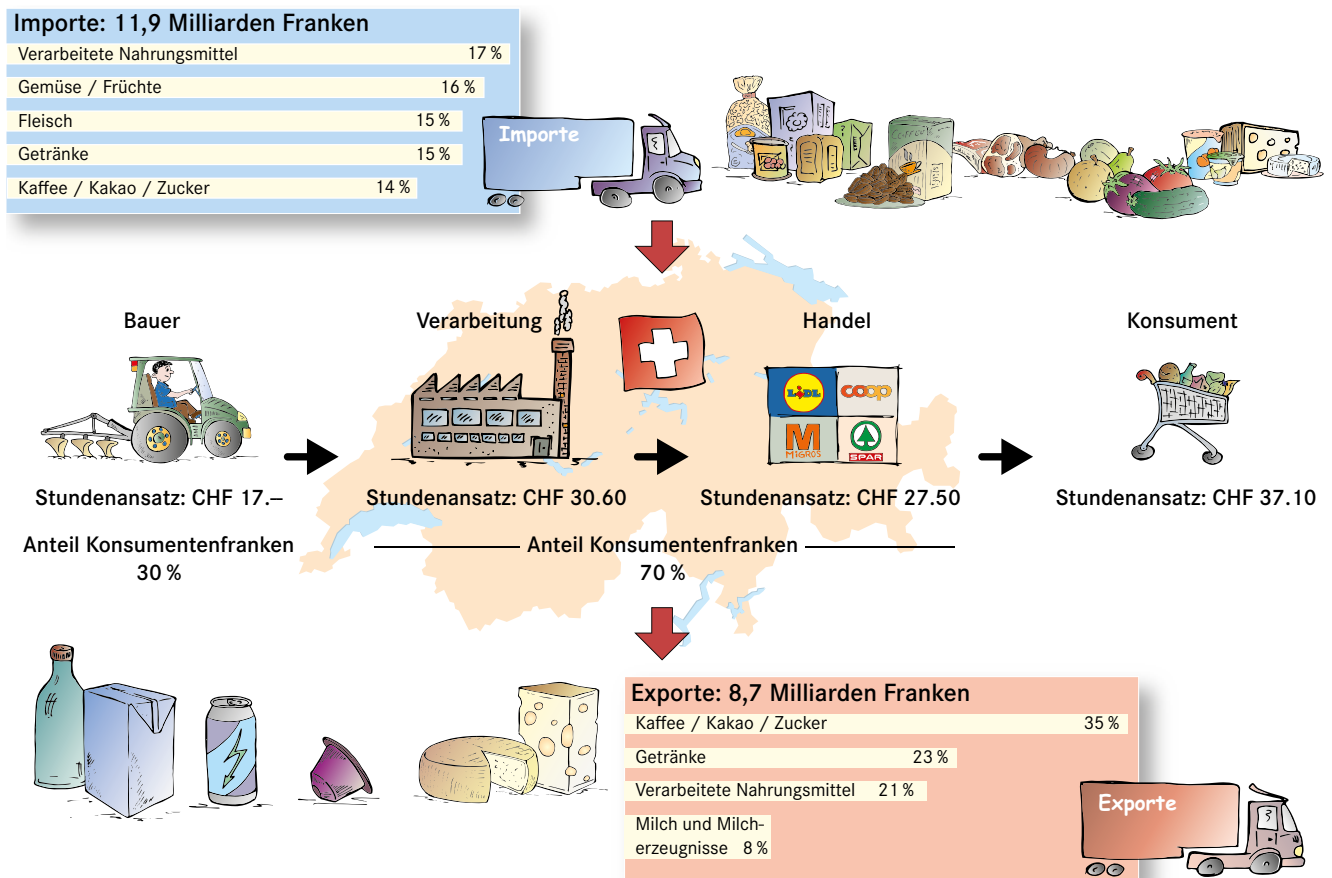 Importe: 11,9 Milliarden Franken
Verarbeitete Nahrungsmittel 17 %
Gemüse / Früchte 16 %
Fleisch 15 %
Getränke 15 %
Kaffee / Kakao / Zucker 14 %
Importe
Bauer
Verarbeitung
Handel
Konsument
LiDL
coop
M
MIGROS
SPAR
Stundenansatz: CHF 17.–
Stundenansatz: CHF 30.60
Stundenansatz: CHF 27.50
Stundenansatz: CHF 37.10
Anteil Konsumentenfranken
30 %
Anteil Konsumentenfranken
70 %
Exporte: 8,7 Milliarden Franken
Kaffee / Kakao / Zucker 35 %
Getränke 23 %
Verarbeitete Nahrungsmittel 21 %
Milch und Milch-
erzeugnisse 8 %
Exporte